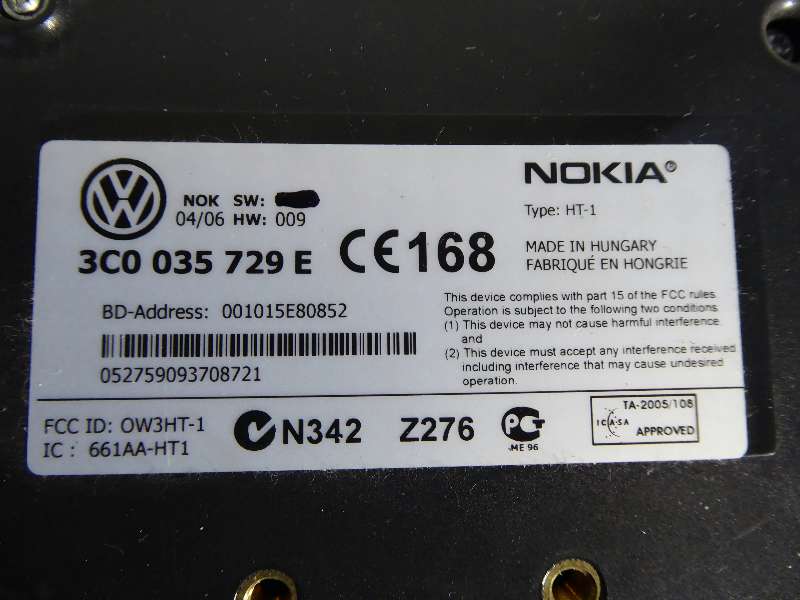 NOK SW:
04/06 HW: 009
3C0 035 729 E
CE168
NOKIA®
Type: HT-1
MADE IN HUNGARY
FABRIQUÉ EN HONGRIE
BD-Address: 001015E80852
052759093708721
This device complies with part 15 of the FCC rules
Operation is subject to the following two conditions
(1) This device may not cause harmful interference.
and
(2) This device must accept any interference received
including interference that may cause undesired
operation.
FCC ID: OW3HT-1
IC : 661AA-HT1
N342
Z276
ME 96
TA-2005/108
ICASA
APPROVED